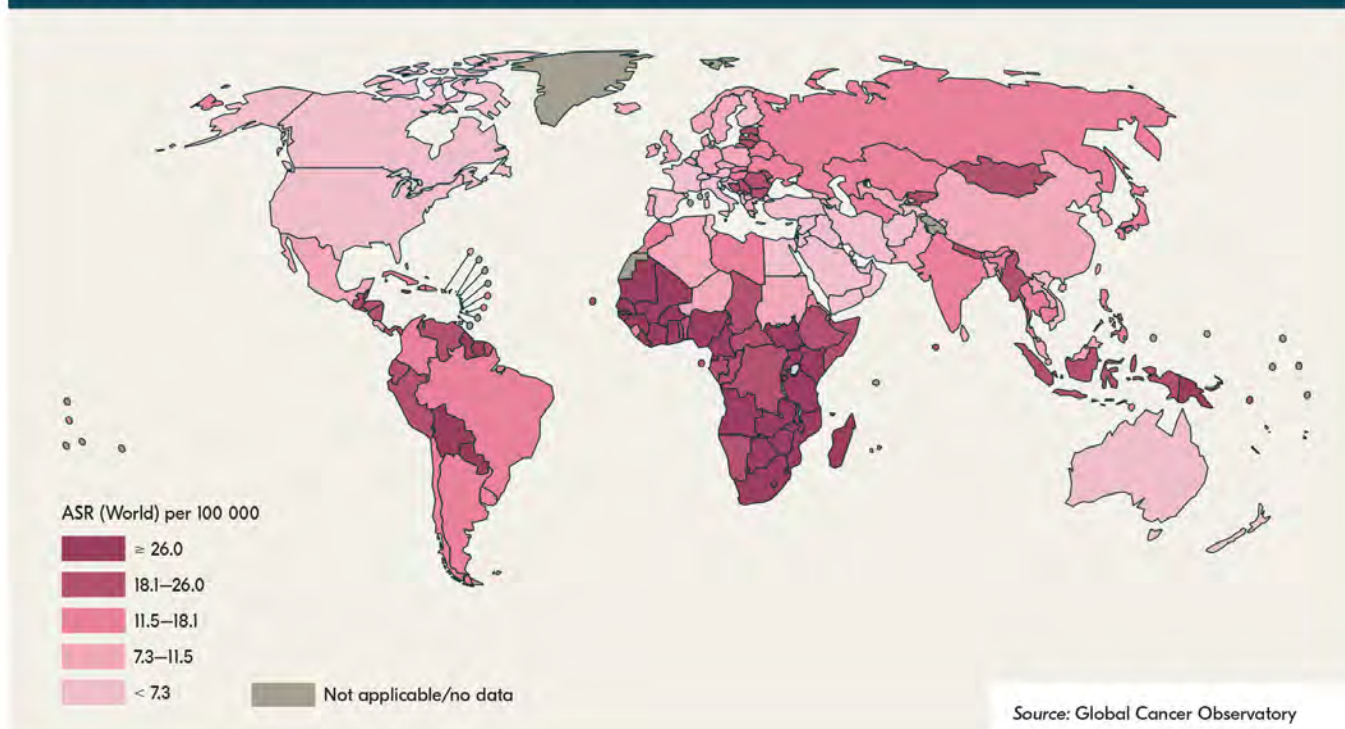 ASR (World) per 100 000
≥ 26.0
18.1–26.0
11.5–18.1
7.3–11.5
< 7.3
Not applicable/no data
Source: Global Cancer Observatory